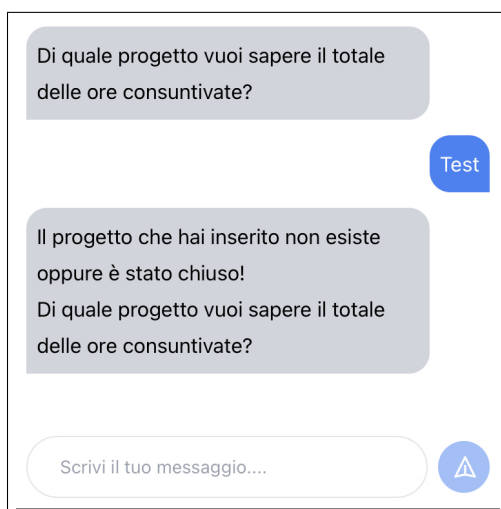 Di quale progetto vuoi sapere il totale
delle ore consuntivate?
Test
Il progetto che hai inserito non esiste
oppure è stato chiuso!
Di quale progetto vuoi sapere il totale
delle ore consuntivate?
Scrivi il tuo messaggio....